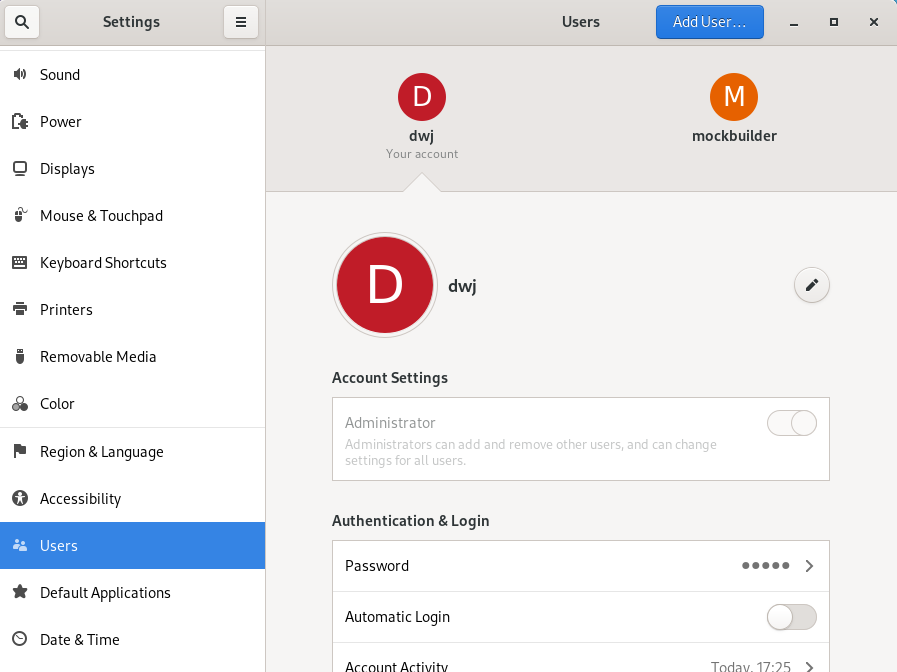 Settings
Users
Add User…
Sound
Power
Displays
Mouse & Touchpad
Keyboard Shortcuts
Printers
Removable Media
Color
Region & Language
Accessibility
Users
Default Applications
Date & Time
D
dwj
Your account
M
mockbuilder
D
dwj
Account Settings
Administrator
Administrators can add and remove other users, and can change
settings for all users.
Authentication & Login
Password ●●●●●
Automatic Login
Account Activity Today, 17:25